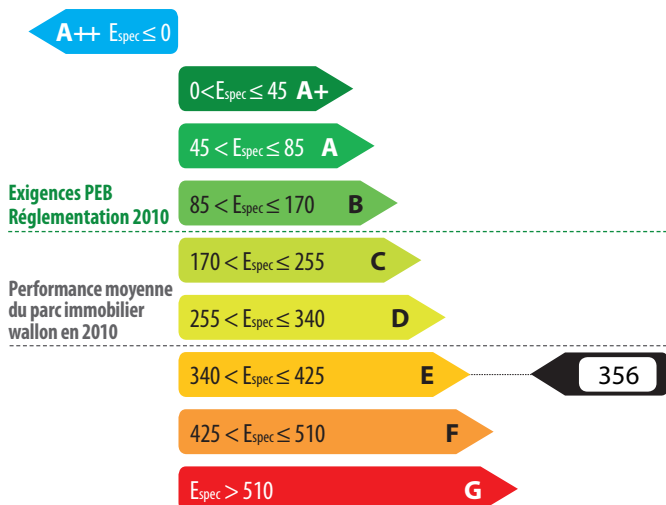 A++ Espec ≤ 0
0 < Espec ≤ 45 A+
45 < Espec ≤ 85 A
Exigences PEB
Réglementation 2010
85 < Espec ≤ 170 B
170 < Espec ≤ 255 C
Performance moyenne
du parc immobilier
wallon en 2010
255 < Espec ≤ 340 D
340 < Espec ≤ 425 E
356
425 < Espec ≤ 510 F
Espec > 510 G